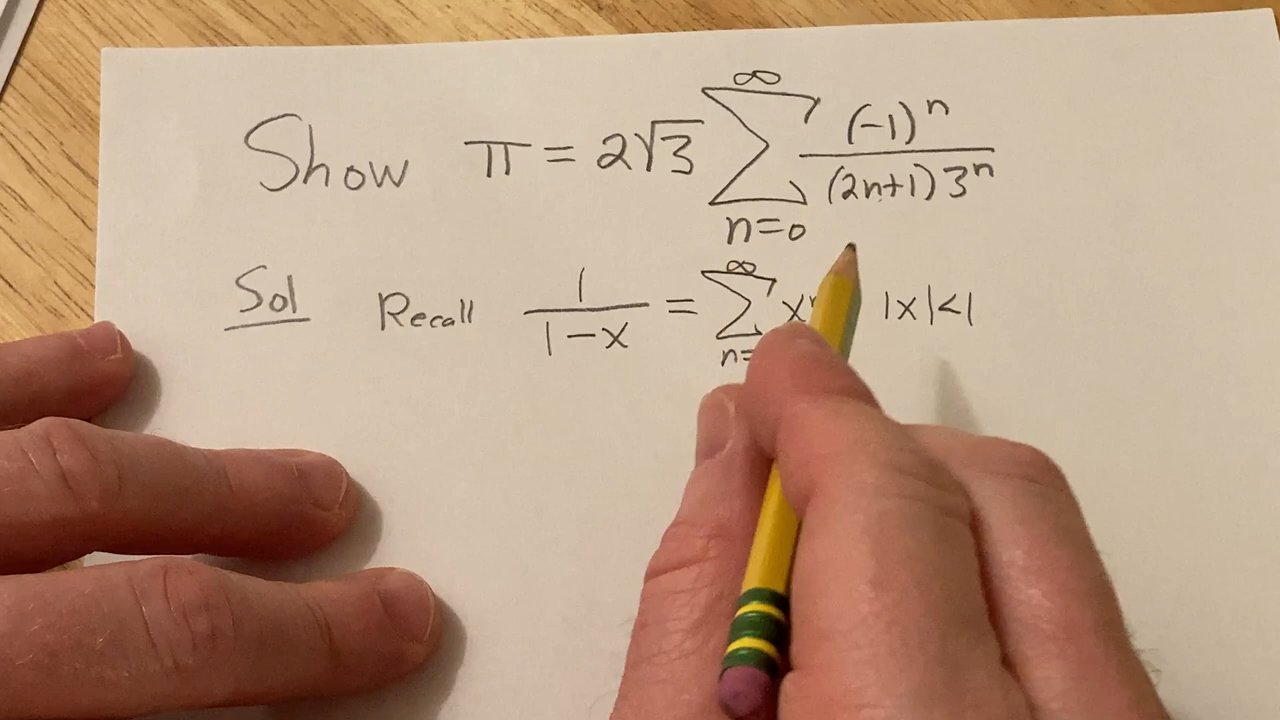 Show π = 2√3 ∑_{n=0}^{∞} (-1)^n / ((2n+1) 3^n)
Sol Recall 1/(1-x) = ∑_{n=}^{∞} x^n |x|<1